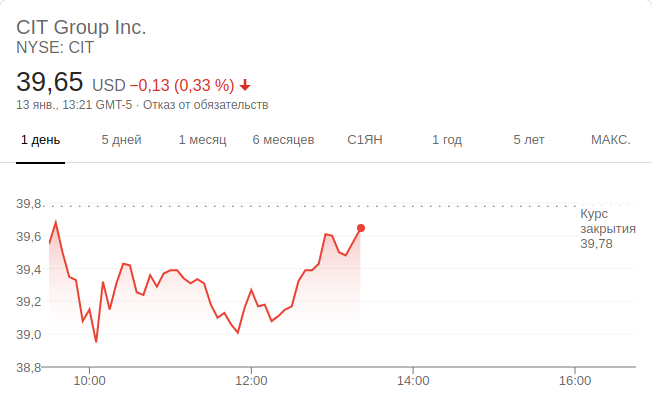 CIT Group Inc.
NYSE: CIT
39,65 USD −0,13 (0,33 %)
13 янв., 13:21 GMT-5 · Отказ от обязательств
1 день 5 дней 1 месяц 6 месяцев С1ЯН 1 год 5 лет МАКС.
39,8
Курс
закрытия
39,78
39,6
39,4
39,2
39,0
38,8
10:00 12:00 14:00 16:00